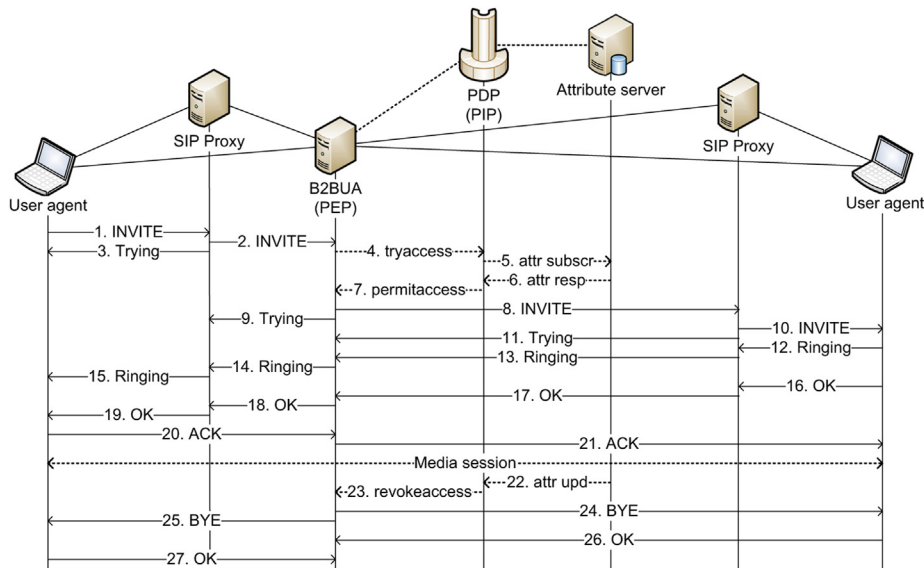 PDP
(PIP)
Attribute server
SIP Proxy
SIP Proxy
B2BUA
(PEP)
User agent
User agent
1. INVITE
2. INVITE
3. Trying
4. tryaccess
5. attr subscr
6. attr resp
7. permitaccess
8. INVITE
9. Trying
10. INVITE
11. Trying
12. Ringing
13. Ringing
14. Ringing
15. Ringing
16. OK
17. OK
18. OK
19. OK
20. ACK
21. ACK
Media session
22. attr upd
23. revokeaccess
24. BYE
25. BYE
26. OK
27. OK